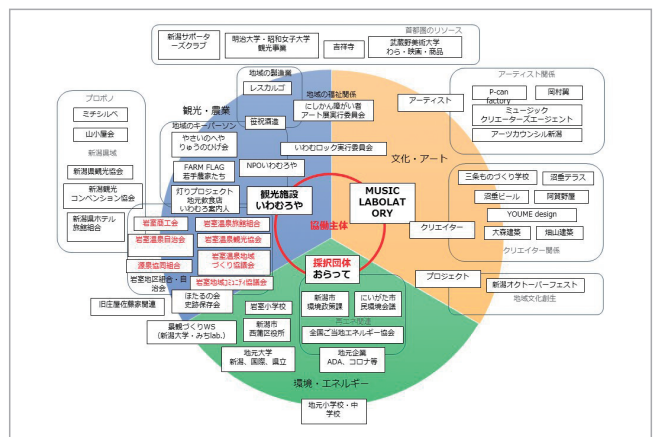 首都圏のリソース
新潟サポータ
ーズクラブ
明治大学・昭和女子大学
観光事業
吉祥寺
武蔵野美術大学
わら・映画・商品
プロボノ
ミチシルベ
山小屋会
新潟県域
新潟県観光協会
新潟観光
コンベンション協会
新潟県ホテル
旅館組合
地域の製造業
レスカルゴ
笹祝酒造
観光・農業
地域のキーパーソン
やさいのへや
りゅうのひげ会
FARM FLAG
若手農家たち
NPOいわむろや
灯りプロジェクト
地元飲食店
いわむろ案内人
地域の福祉関係
にしかん障がい者
アート展実行委員会
いわむロック実行委員会
アーティスト
文化・アート
アーティスト関係
P-can
factory
岡村翼
ミュージック
クリエーターズエージェント
アーツカウンシル新潟
三条ものづくり学校
沼垂テラス
沼垂ビール
阿賀野屋
YOUME design
大森建築
畑山建築
クリエイター関係
クリエイター
プロジェクト
新潟オクトーバーフェスト
地域文化創生
観光施設
いわむろや
MUSIC
LABOLAT
ORY
協働主体
採択団体
おらって
岩室商工会
岩室温泉旅館組合
岩室温泉自治会
岩室温泉観光協会
源泉協同組合
岩室温泉地域
づくり協議会
岩室地区組合・自
治会
岩室地域コミュニティ協議会
旧庄屋佐藤家関連
ほたるの会
史跡保存会
景観づくりWS
(新潟大学・みちlab.)
岩室小学校
新潟市
西蒲区役所
地元大学
新潟、国際、県立
新潟市
環境政策課
にいがた市
民環境会議
再エネ関連
全国ご当地エネルギー協会
地元企業
ADA、コロナ等
環境・エネルギー
地元小学校・中
学校